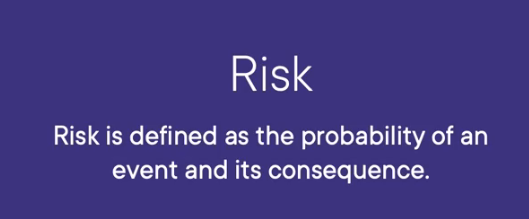 Risk
Risk is defined as the probability of an
event and its consequence.